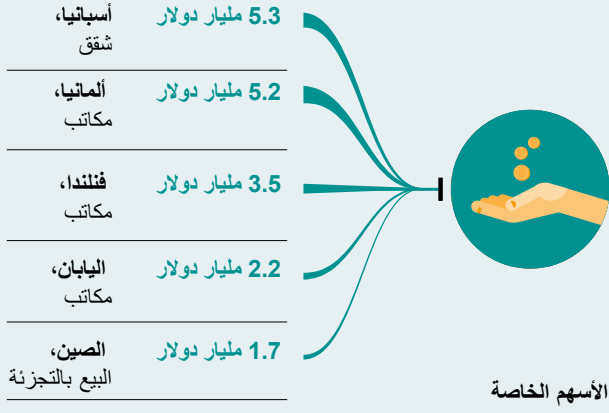 5.3 مليار دولار أسبانيا،
شقق
5.2 مليار دولار ألمانيا،
مكاتب
3.5 مليار دولار فنلندا،
مكاتب
2.2 مليار دولار اليابان،
مكاتب
1.7 مليار دولار الصين،
البيع بالتجزئة
الأسهم الخاصة